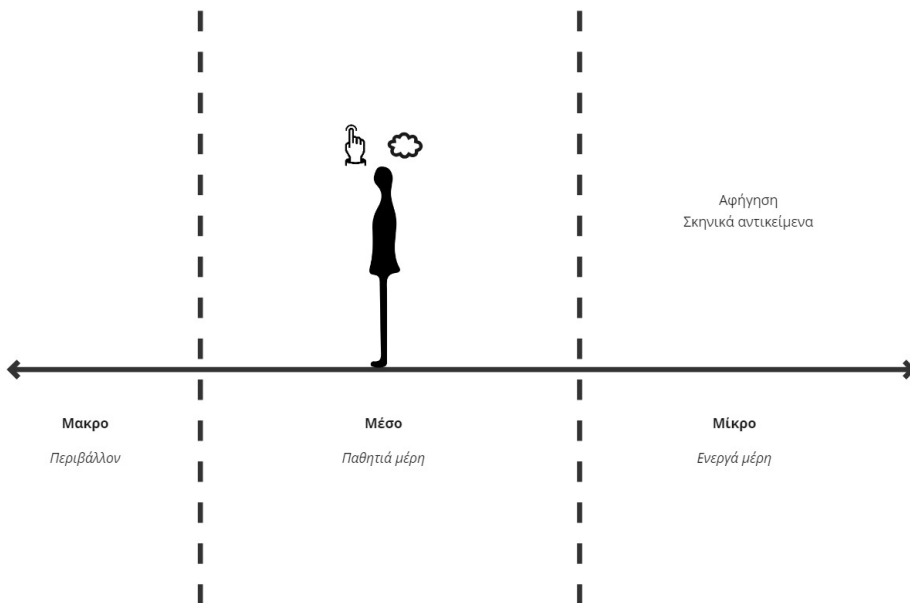 Αφήγηση
Σκηνικά αντικείμενα
Μακρο
Μέσο
Μίκρο
Περιβάλλον
Παθητιά μέρη
Ενεργά μέρη